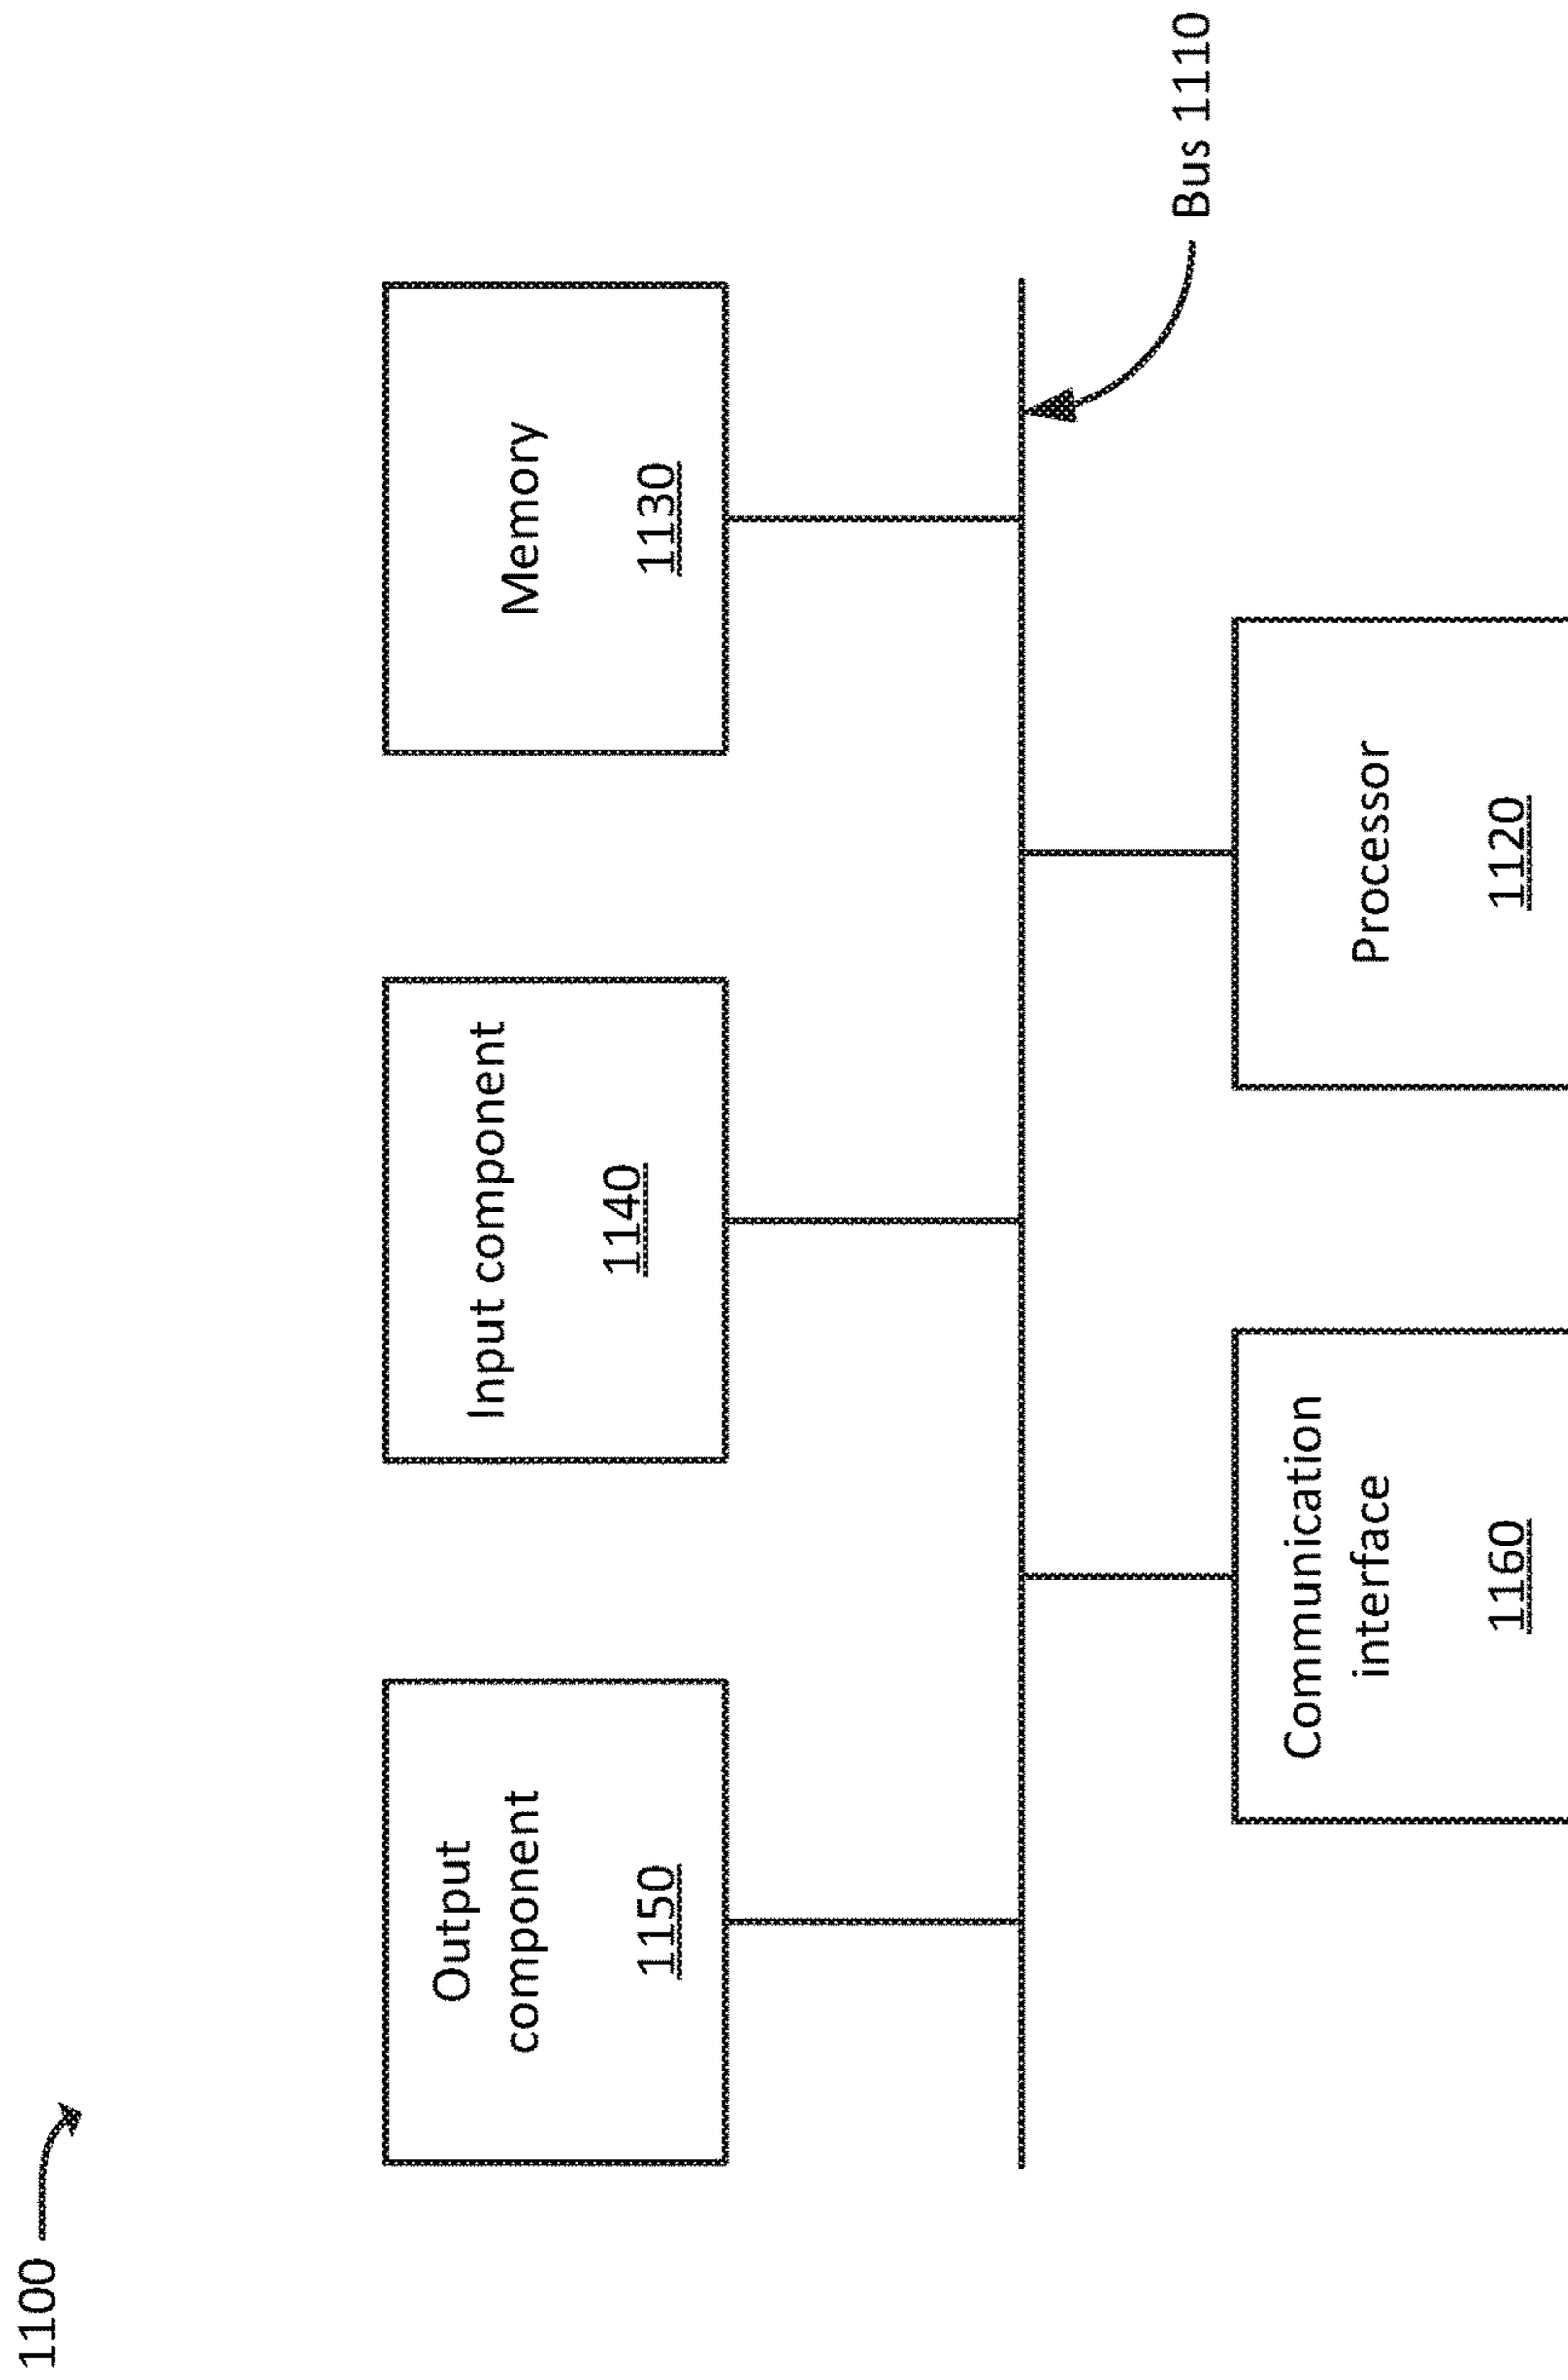 1100
Output
component
1150
Input component
1140
Memory
1130
Communication
interface
1160
Processor
1120
Bus 1110